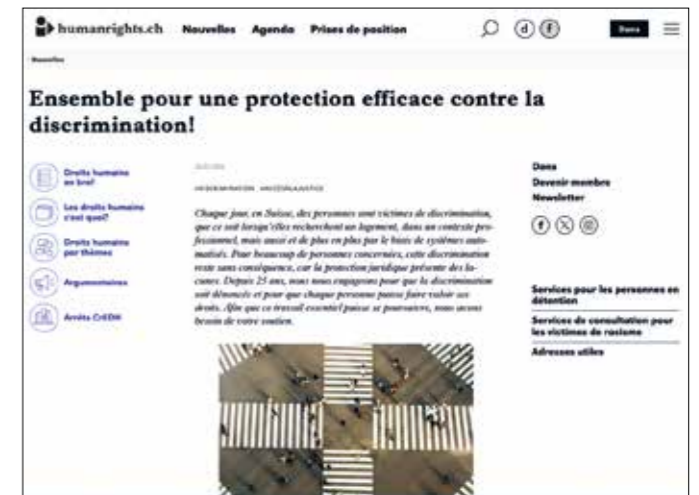 humanrights.ch
Nouvelles Agenda Prises de position
d f
Dons
Nouvelles
Ensemble pour une protection efficace contre la
discrimination!
Droits humains
en bref
Les droits humains
c'est quoi?
Droits humains
par thèmes
Argumentaires
Arrêts CrEDH
Chaque jour, en Suisse, des personnes sont victimes de discrimination,
que ce soit lorsqu'elles recherchent un logement, dans un contexte pro-
fessionnel, mais aussi et de plus en plus par le biais de systèmes auto-
matisés. Pour beaucoup de personnes concernées, cette discrimination
reste sans conséquence, car la protection juridique présente des la-
cunes. Depuis 25 ans, nous nous engageons pour que la discrimination
soit dénoncée et pour que chaque personne puisse faire valoir ses
droits. Afin que ce travail essentiel puisse se poursuivre, nous avons
besoin de votre soutien.
Dons
Devenir membre
Newsletter
Services pour les personnes en
détention
Services de consultation pour
les victimes de racisme
Adresses utiles